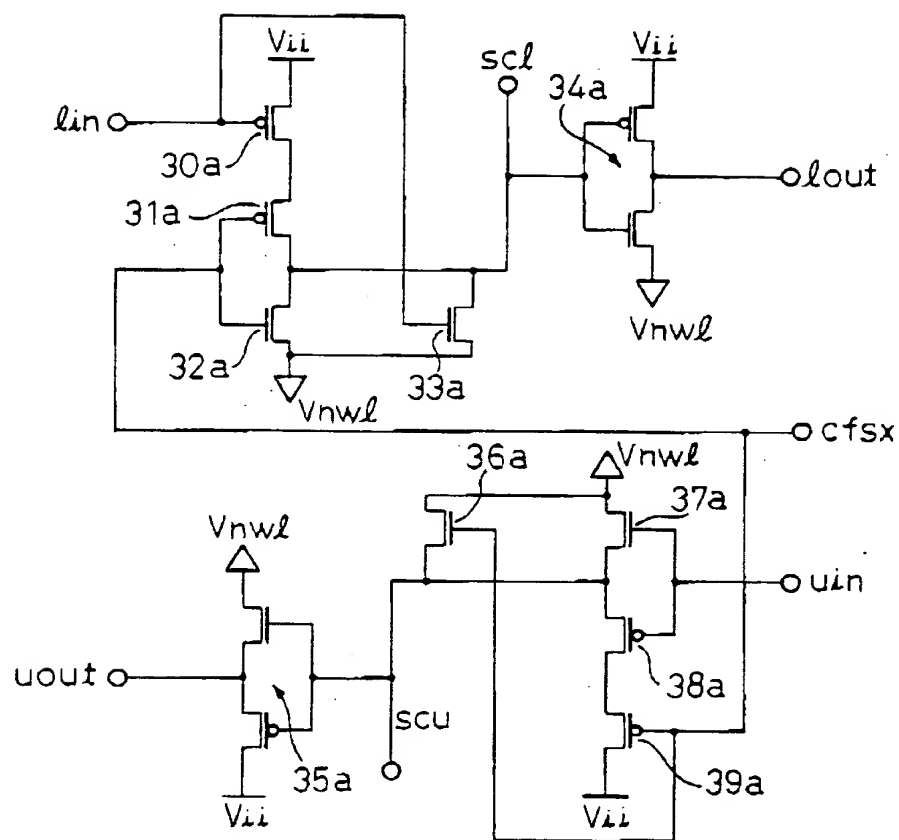 Vii
scl
Vii
34a
lin
30a
lout
31a
32a
Vnwl
33a
Vnwl
cfsx
36a
Vnwl
37a
Vnwl
uin
uout
38a
scu
35a
39a
Vii
Vii